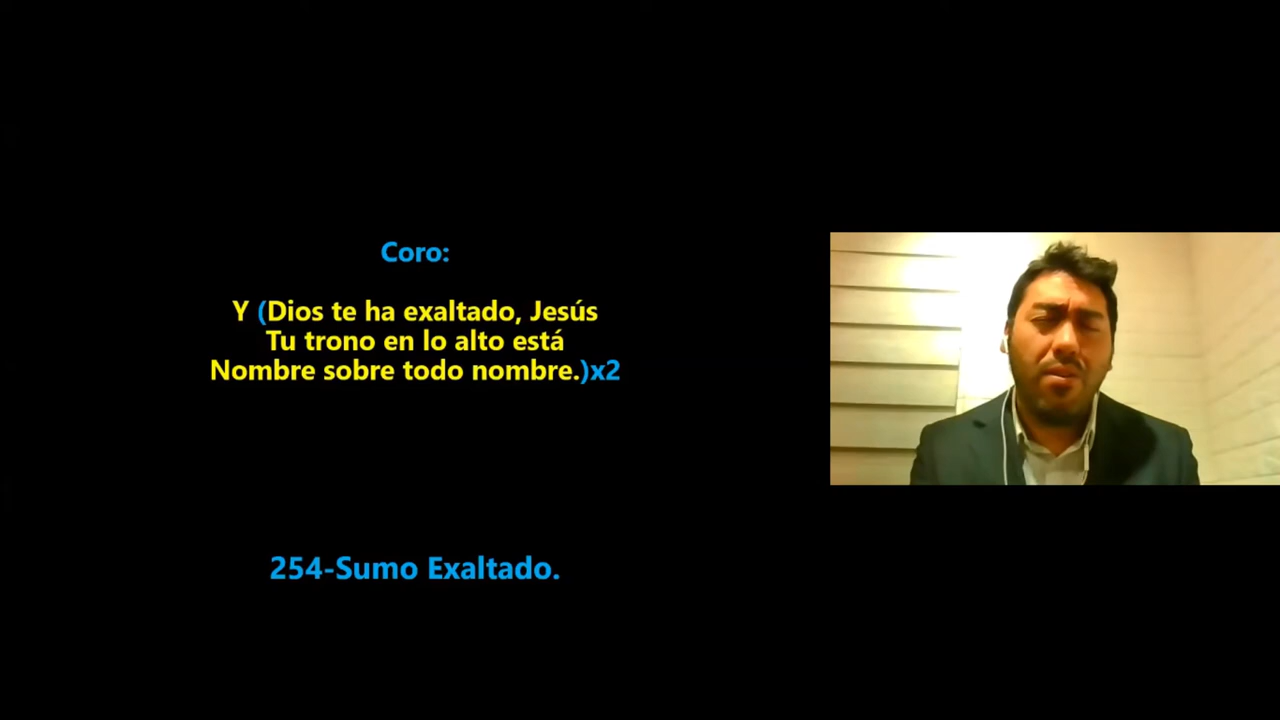 Coro:
Y (Dios te ha exaltado, Jesús
Tu trono en lo alto está
Nombre sobre todo nombre.)x2
254-Sumo Exaltado.